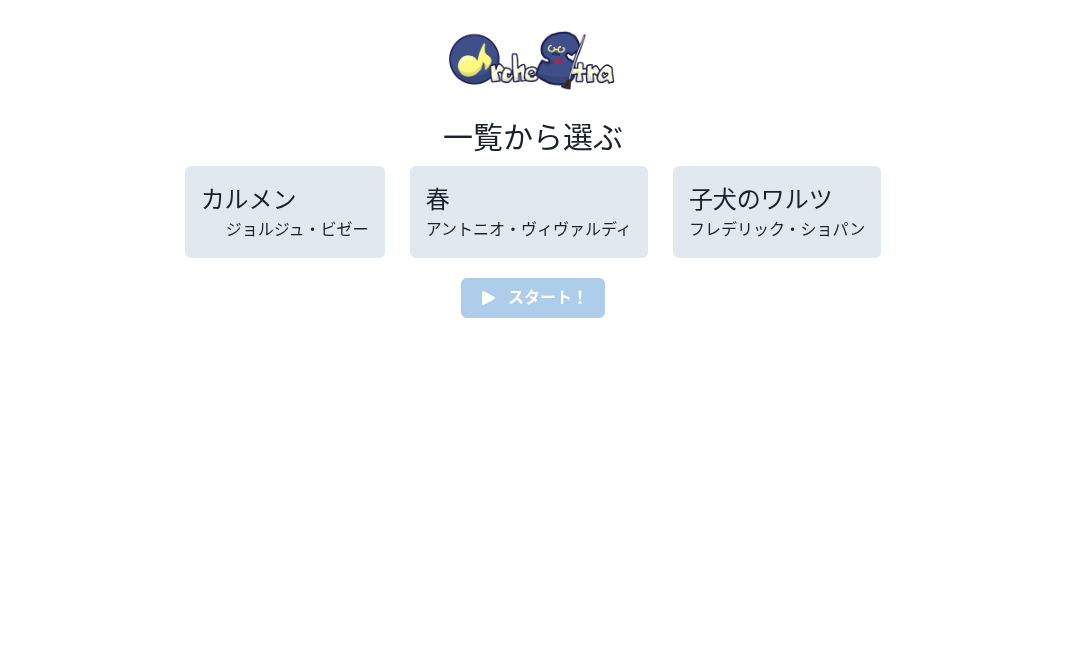 OrcheStra
一覧から選ぶ
カルメン
ジョルジュ・ビゼー
春
アントニオ・ヴィヴァルディ
子犬のワルツ
フレデリック・ショパン
スタート！